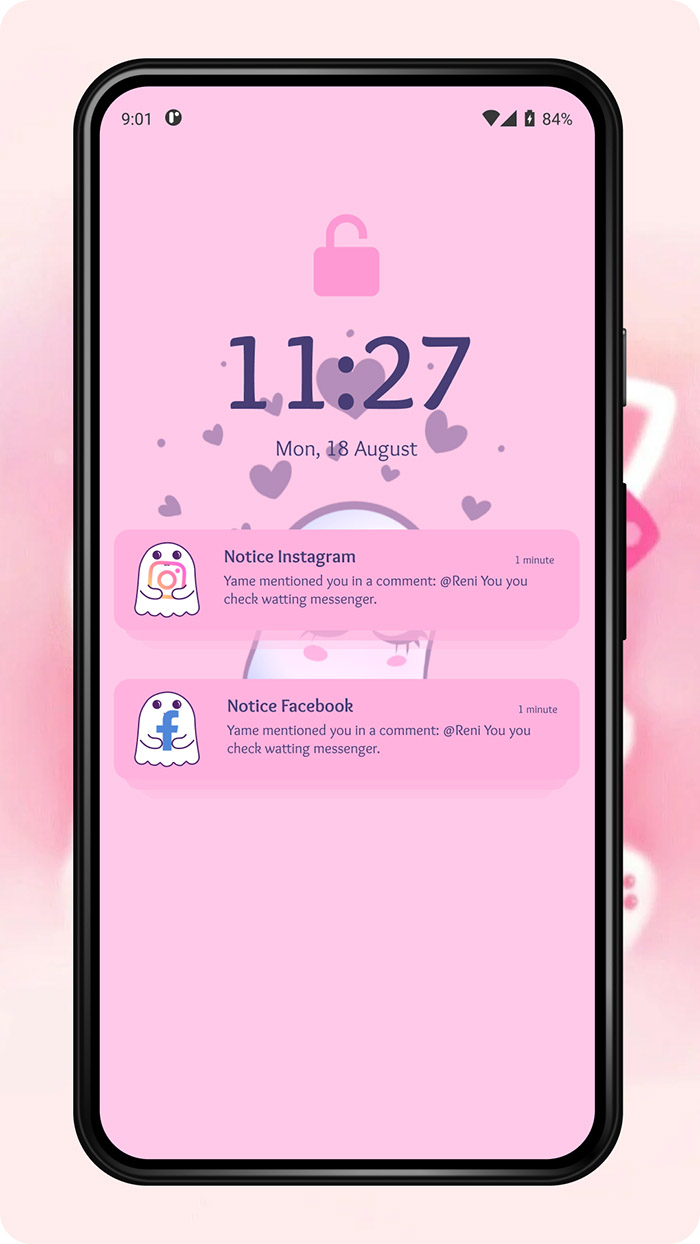 9:01 84%
11:27
Mon, 18 August
Notice Instagram 1 minute
Yame mentioned you in a comment: @Reni You you
check watting messenger.
Notice Facebook 1 minute
Yame mentioned you in a comment: @Reni You you
check watting messenger.